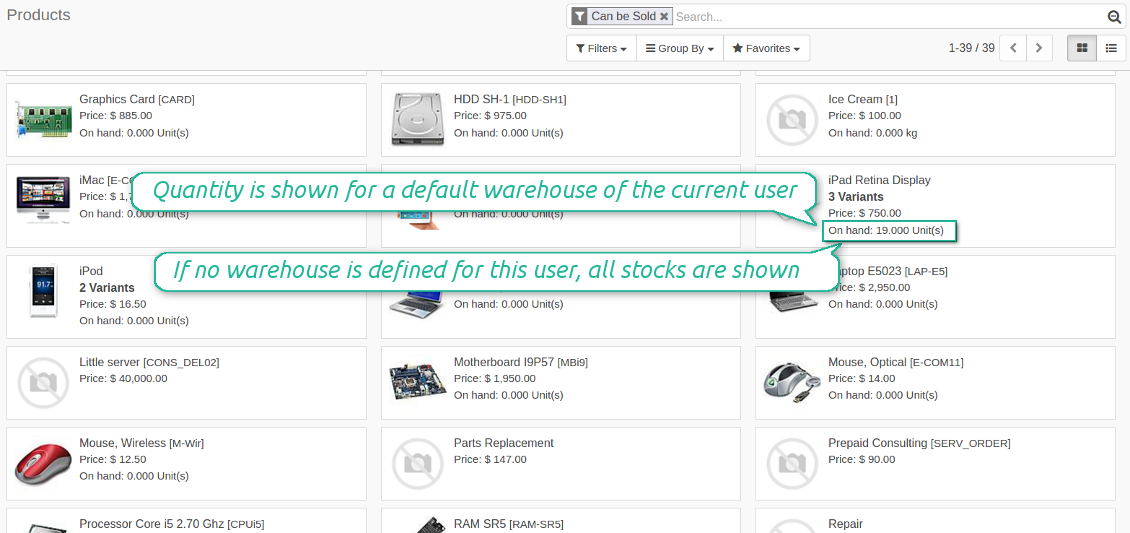 Products
Can be Sold
Search...
Filters
Group By
Favorites
1-39 / 39
Graphics Card [CARD]
Price: $ 885.00
On hand: 0.000 Unit(s)
HDD SH-1 [HDD-SH1]
Price: $ 975.00
On hand: 0.000 Unit(s)
Ice Cream [1]
Price: $ 100.00
On hand: 0.000 kg
iMac
On hand: 0.000 Unit(s)
Quantity is shown for a default warehouse of the current user
On hand: 0.000 Unit(s)
iPad Retina Display
3 Variants
Price: $ 750.00
On hand: 19.000 Unit(s)
If no warehouse is defined for this user, all stocks are shown
iPod
2 Variants
Price: $ 16.50
On hand: 0.000 Unit(s)
On hand: 0.000 Unit(s)
E5023 [LAP-E5]
$ 2,950.00
On hand: 0.000 Unit(s)
Little server [CONS_DEL02]
Price: $ 40,000.00
Motherboard I9P57 [MBi9]
Price: $ 1,950.00
On hand: 0.000 Unit(s)
Mouse, Optical [E-COM11]
Price: $ 14.00
On hand: 0.000 Unit(s)
Mouse, Wireless [M-Wir]
Price: $ 12.50
On hand: 0.000 Unit(s)
Parts Replacement
Price: $ 147.00
Prepaid Consulting [SERV_ORDER]
Price: $ 90.00
Processor Core i5 2.70 Ghz [CPUi5]
RAM SR5 [RAM-SR5]
Repair